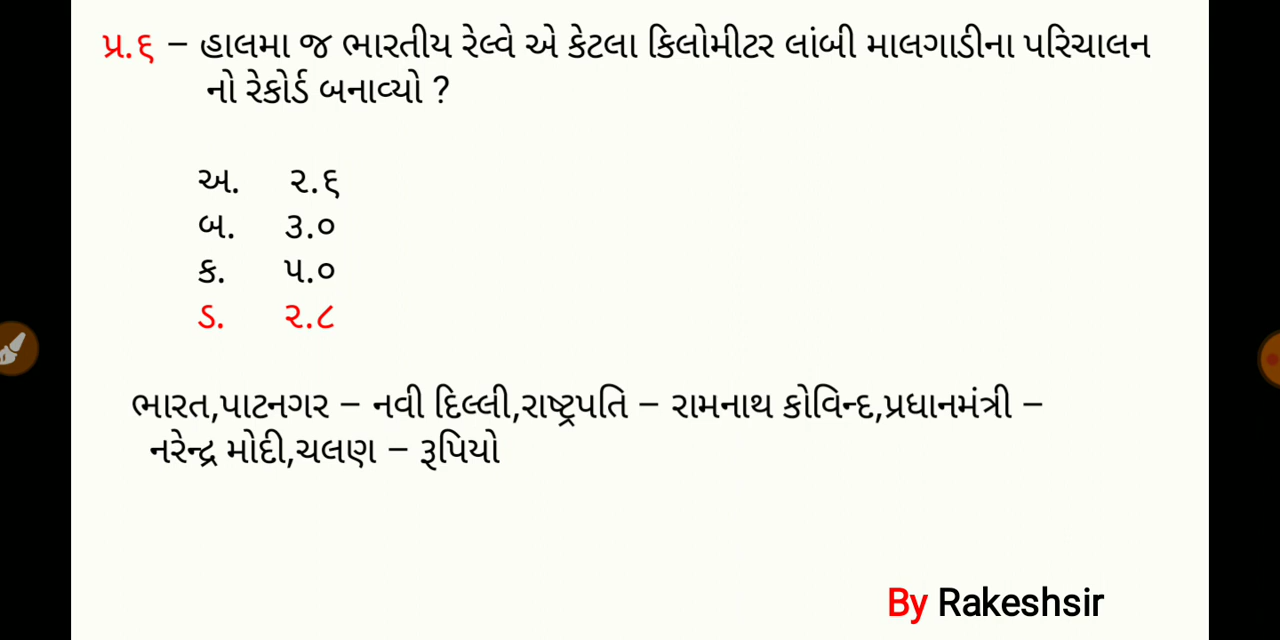 પ્ર.૬ – હાલમા જ ભારતીય રેલ્વે એ કેટલા કિલોમીટર લાંબી માલગાડીના પરિચાલન
નો રેકોર્ડ બનાવ્યો ?
અ. ૨.૬
બ. ૩.૦
ક. ૫.૦
ડ. ૨.૮
ભારત,પાટનગર – નવી દિલ્લી,રાષ્ટ્રપતિ – રામનાથ કોવિન્દ,પ્રધાનમંત્રી –
નરેન્દ્ર મોદી,ચલણ – રૂપિયો
By Rakeshsir